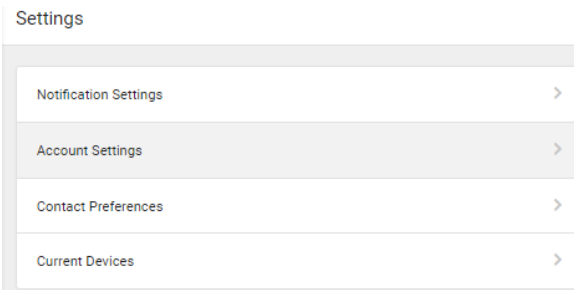 Settings
Notification Settings
Account Settings
Contact Preferences
Current Devices